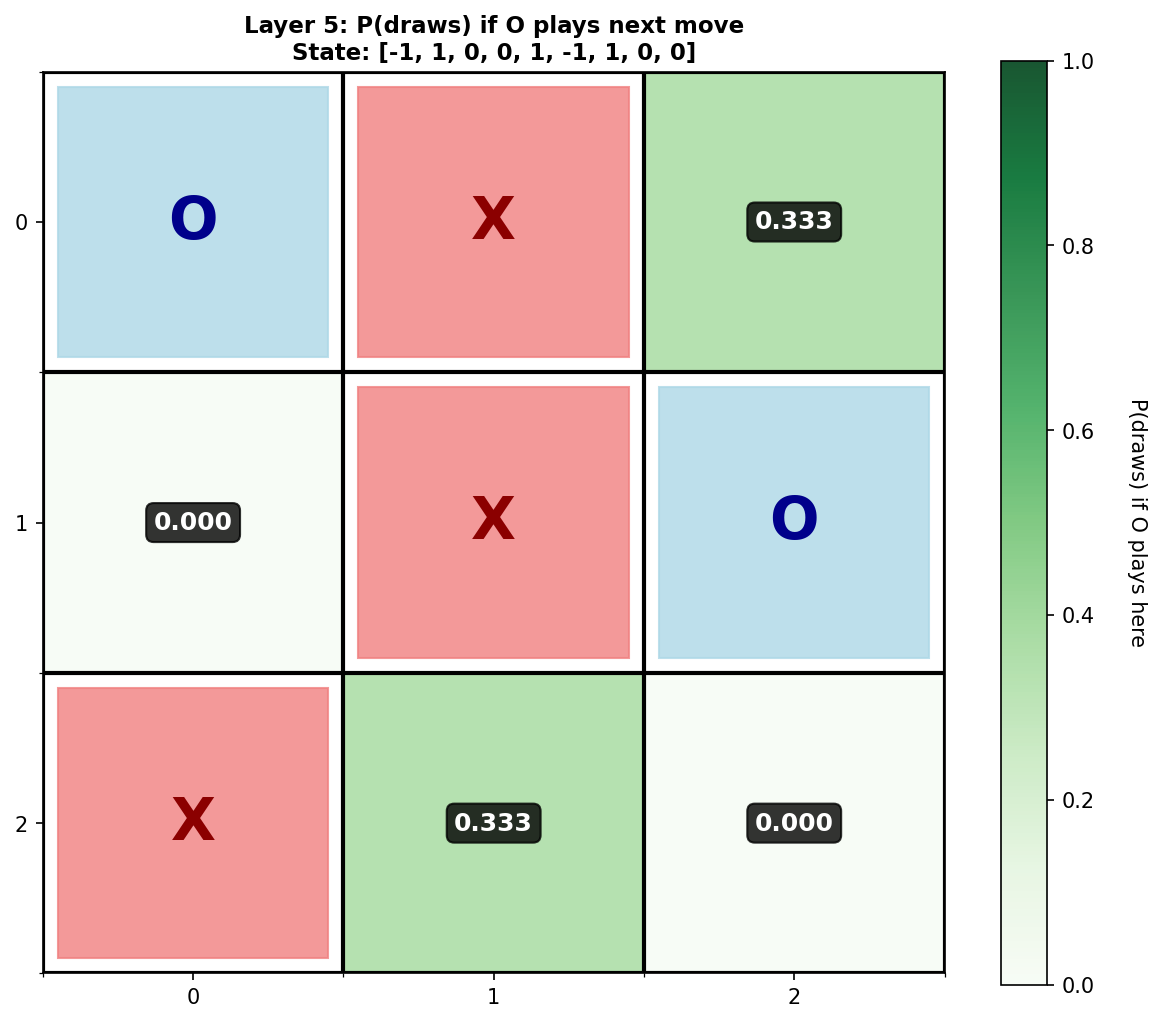 Layer 5: P(draws) if O plays next move
State: [-1, 1, 0, 0, 1, -1, 1, 0, 0]
O
X
0.333
0.000
X
O
X
0.333
0.000
0
1
2
0
1
2
1.0
0.8
0.6
0.4
0.2
0.0
P(draws) if O plays here